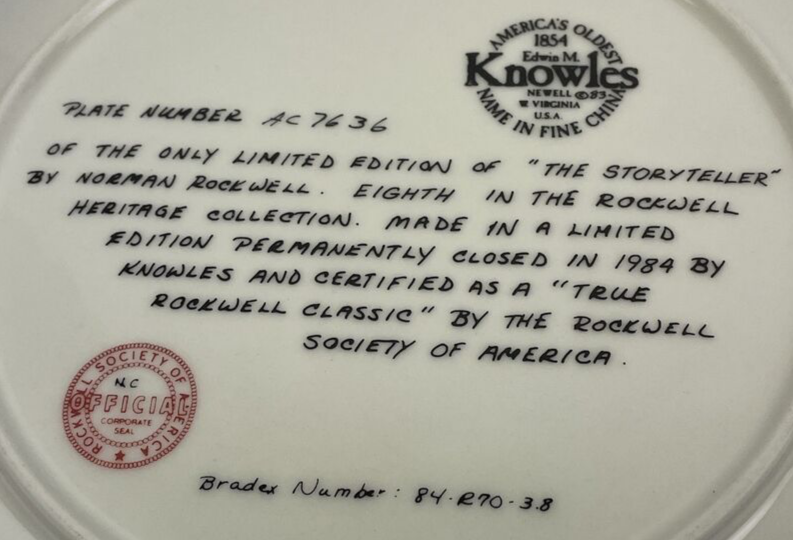 AMERICA'S OLDEST
1854
Edwin M.
Knowles
NEWELL ©83
W VIRGINIA
U.S.A.
NAME IN FINE CHINA
PLATE NUMBER AC7636
OF THE ONLY LIMITED EDITION OF "THE STORYTELLER"
BY NORMAN ROCKWELL. EIGHTH IN THE ROCKWELL
HERITAGE COLLECTION. MADE IN A LIMITED
EDITION PERMANENTLY CLOSED IN 1984 BY
KNOWLES AND CERTIFIED AS A "TRUE
ROCKWELL CLASSIC" BY THE ROCKWELL
SOCIETY OF AMERICA.
ROCKWELL SOCIETY OF AMERICA
N.C
OFFICIAL
CORPORATE
SEAL
Bradex Number: 84-R70-3.8